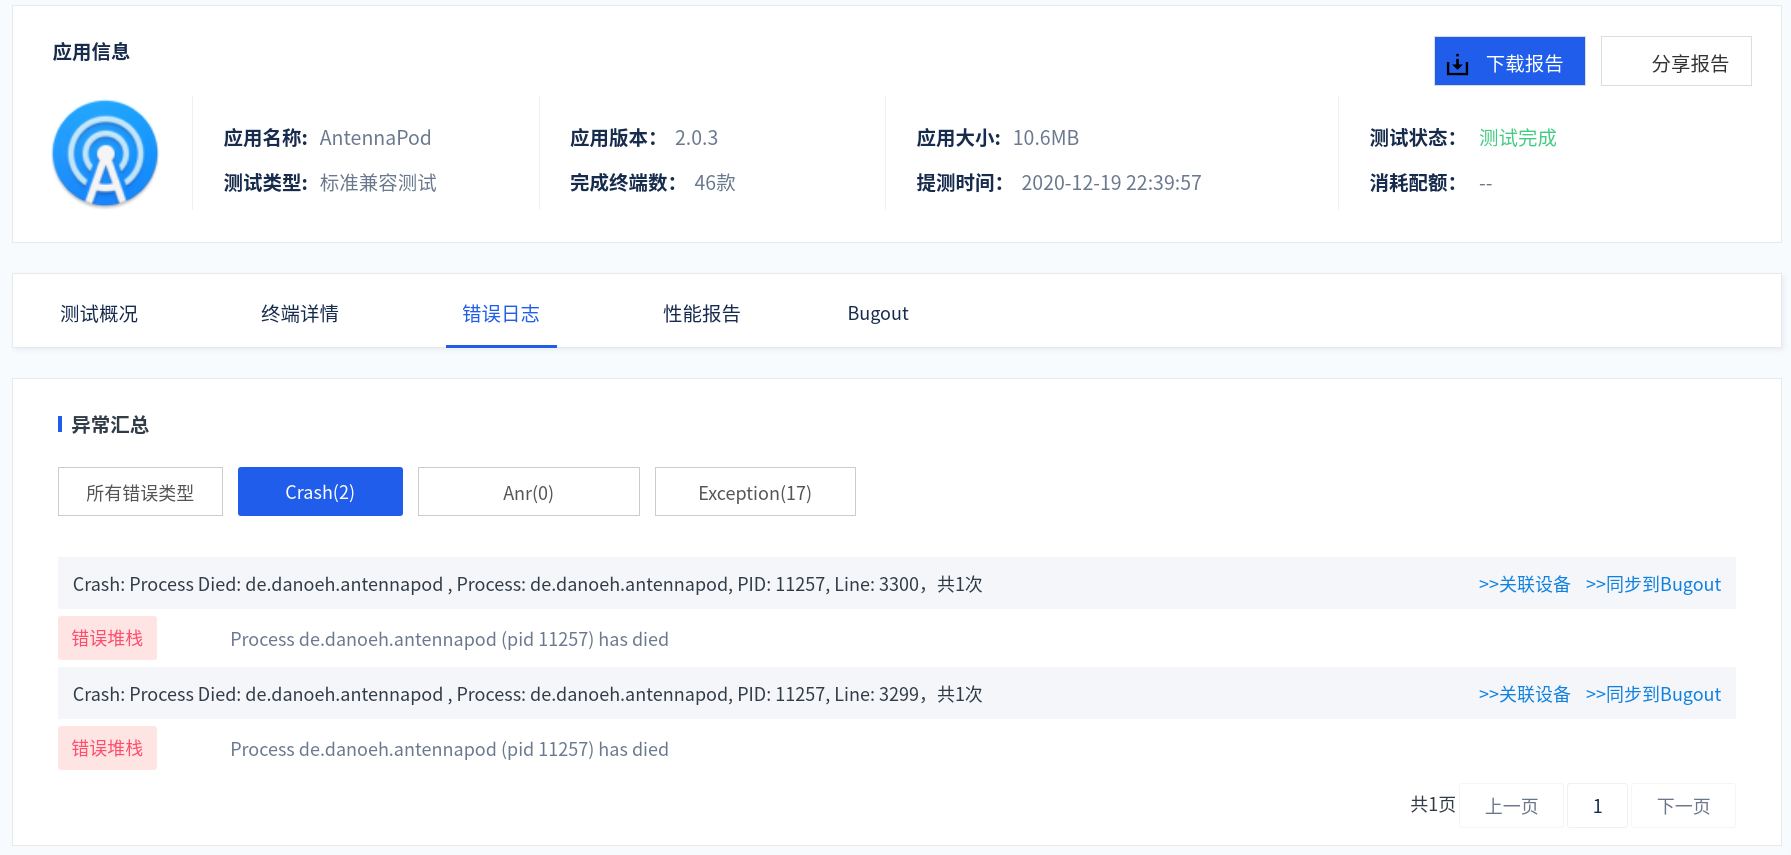 应用信息
下载报告
分享报告
应用名称: AntennaPod
应用版本： 2.0.3
应用大小: 10.6MB
测试状态： 测试完成
测试类型: 标准兼容测试
完成终端数： 46款
提测时间： 2020-12-19 22:39:57
消耗配额： --
测试概况 终端详情 错误日志 性能报告 Bugout
异常汇总
所有错误类型 Crash(2) Anr(0) Exception(17)
Crash: Process Died: de.danoeh.antennapod , Process: de.danoeh.antennapod, PID: 11257, Line: 3300，共1次 >>关联设备 >>同步到Bugout
错误堆栈 Process de.danoeh.antennapod (pid 11257) has died
Crash: Process Died: de.danoeh.antennapod , Process: de.danoeh.antennapod, PID: 11257, Line: 3299，共1次 >>关联设备 >>同步到Bugout
错误堆栈 Process de.danoeh.antennapod (pid 11257) has died
共1页 上一页 1 下一页